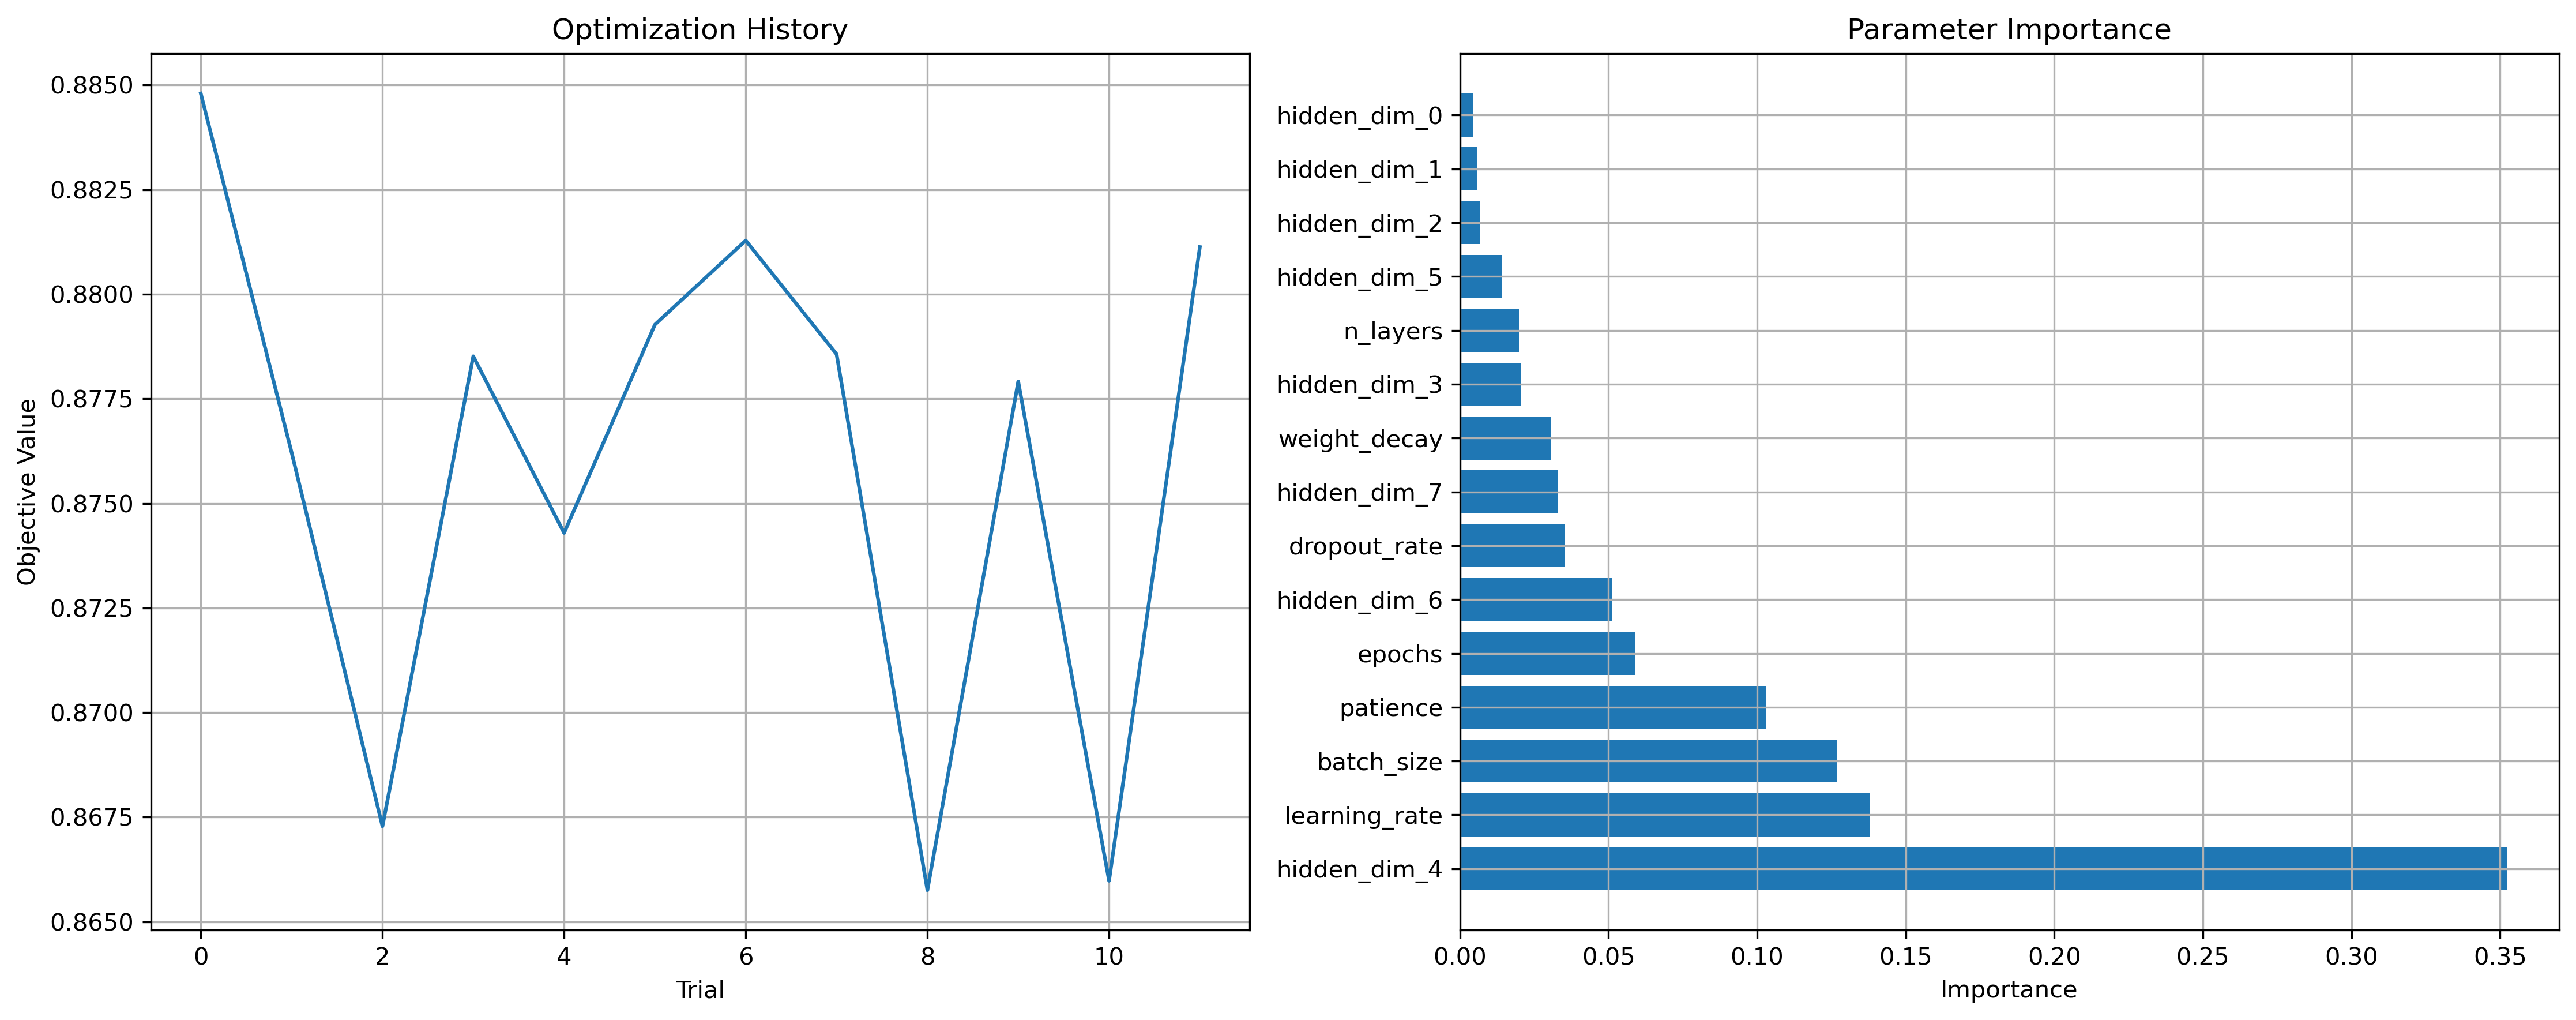 Optimization History
0.8850
0.8825
0.8800
0.8775
0.8750
0.8725
0.8700
0.8675
0.8650
Objective Value
0 2 4 6 8 10
Trial
Parameter Importance
hidden_dim_0
hidden_dim_1
hidden_dim_2
hidden_dim_5
n_layers
hidden_dim_3
weight_decay
hidden_dim_7
dropout_rate
hidden_dim_6
epochs
patience
batch_size
learning_rate
hidden_dim_4
0.00 0.05 0.10 0.15 0.20 0.25 0.30 0.35
Importance